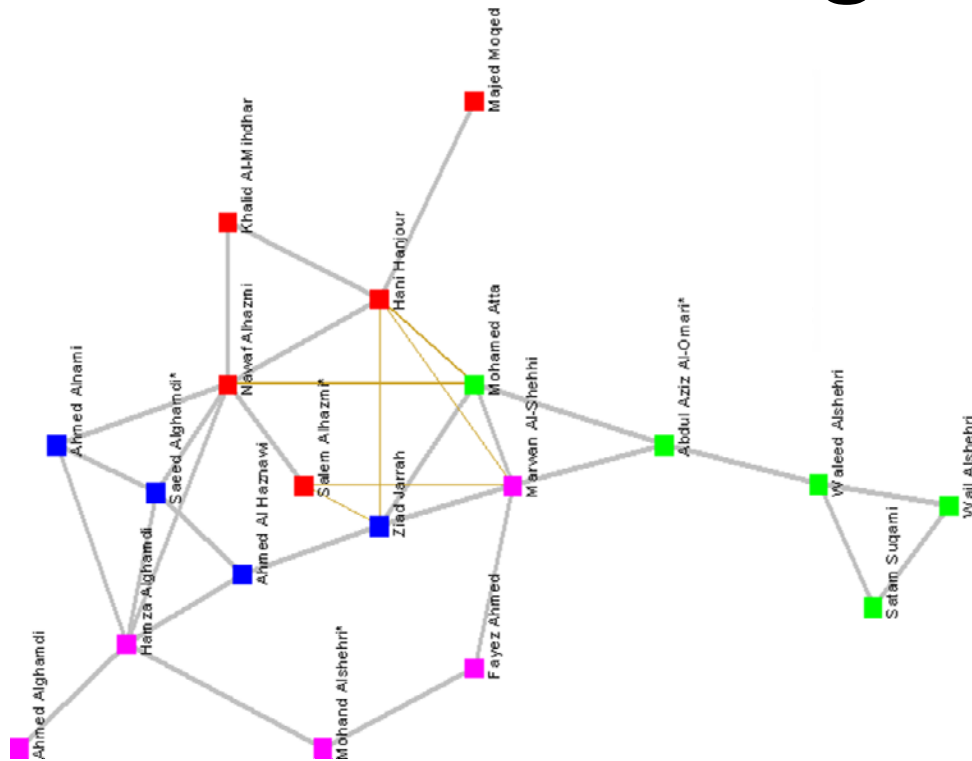 Majed Moqed
Khalid Al-Mihdhar
Hani Hanjour
Nawaf Alhazmi
Mohamed Atta
Ahmed Alnami
Saeed Alghamdi*
Salem Alhazmi*
Marwan Al-Shehhi
Abdul Aziz Al-Omari*
Waleed Alshehri
Wail Alshehri
Ziad Jarrah
Ahmed Al Haznawi
Satam Suqami
Hamza Alghamdi
Fayez Ahmed
Mohand Alshehri*
Ahmed Alghamdi